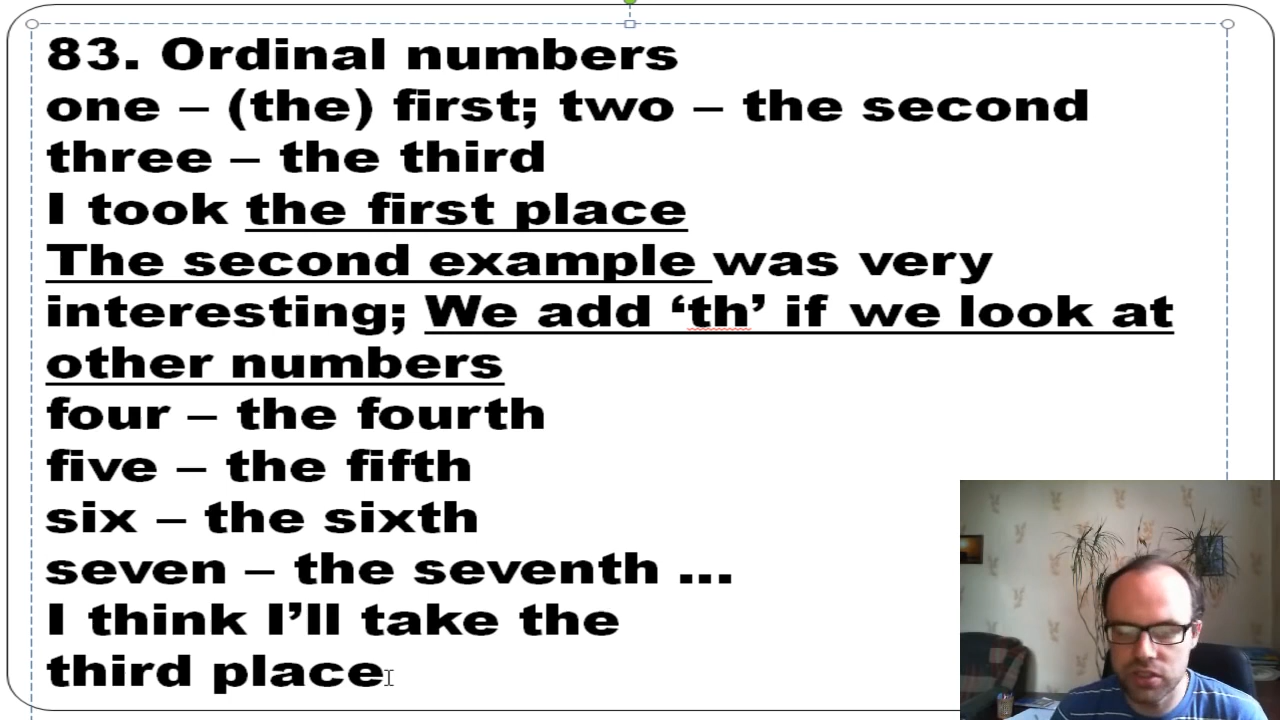 83. Ordinal numbers
one – (the) first; two – the second
three – the third
I took the first place
The second example was very
interesting; We add ‘th’ if we look at
other numbers
four – the fourth
five – the fifth
six – the sixth
seven – the seventh ...
I think I’ll take the
third place